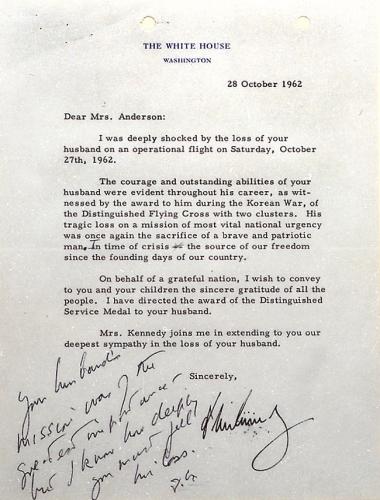 THE WHITE HOUSE
WASHINGTON
28 October 1962
Dear Mrs. Anderson:
I was deeply shocked by the loss of your
husband on an operational flight on Saturday, October
27th, 1962.
The courage and outstanding abilities of your
husband were evident throughout his career, as wit-
nessed by the award to him during the Korean War, of
the Distinguished Flying Cross with two clusters. His
tragic loss on a mission of most vital national urgency
was once again the sacrifice of a brave and patriotic
man. In time of crisis the source of our freedom
since the founding days of our country.
On behalf of a grateful nation, I wish to convey
to you and your children the sincere gratitude of all the
people. I have directed the award of the Distinguished
Service Medal to your husband.
Mrs. Kennedy joins me in extending to you our
deepest sympathy in the loss of your husband.
Sincerely,
Your husband's
mission was of the
greatest importance -
but I know how deeply
you must feel
his loss.